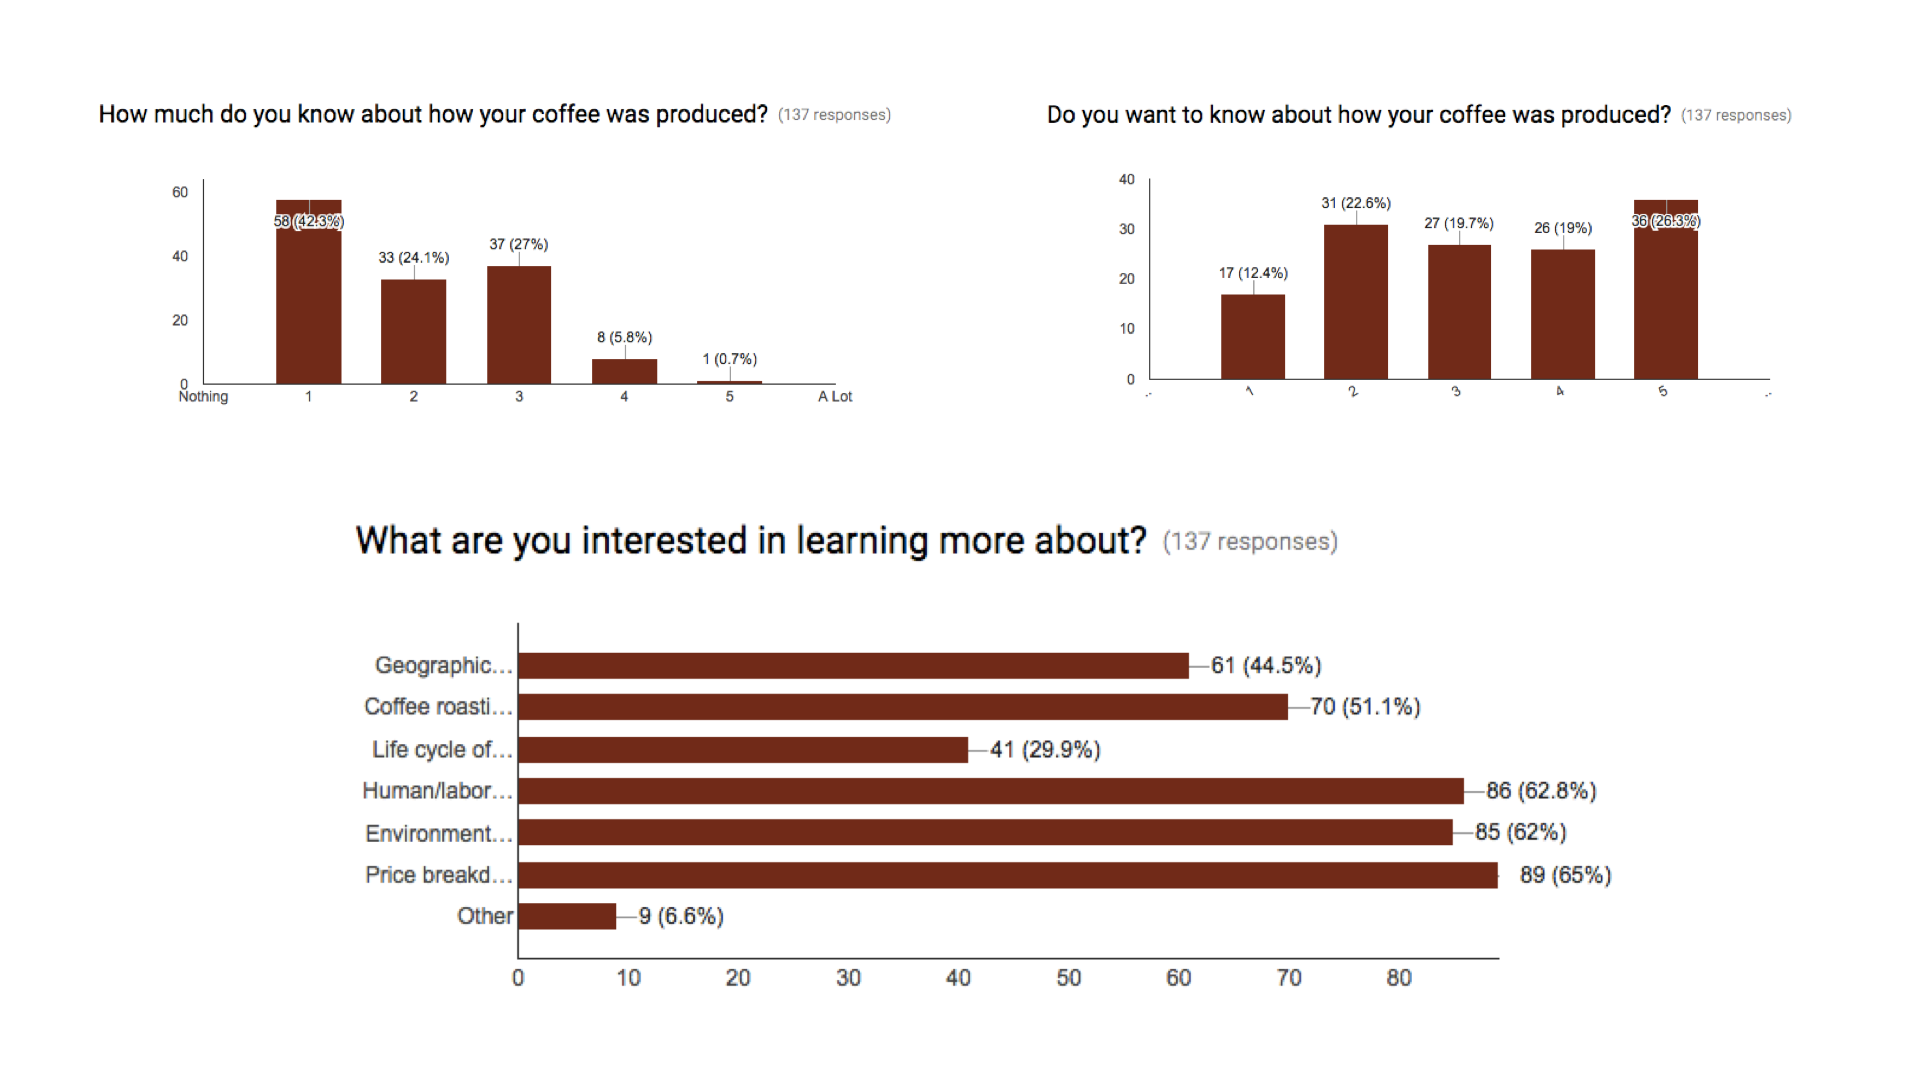 How much do you know about how your coffee was produced? (137 responses)
60
40
20
0
58 (42.3%)
33 (24.1%)
37 (27%)
8 (5.8%)
1 (0.7%)
Nothing 1 2 3 4 5 A Lot
Do you want to know about how your coffee was produced? (137 responses)
40
30
20
10
0
17 (12.4%)
31 (22.6%)
27 (19.7%)
26 (19%)
36 (26.3%)
.. 1 2 3 4 5 ..
What are you interested in learning more about? (137 responses)
Geographic... 61 (44.5%)
Coffee roasti... 70 (51.1%)
Life cycle of... 41 (29.9%)
Human/labor... 86 (62.8%)
Environment... 85 (62%)
Price breakd... 89 (65%)
Other 9 (6.6%)
0 10 20 30 40 50 60 70 80